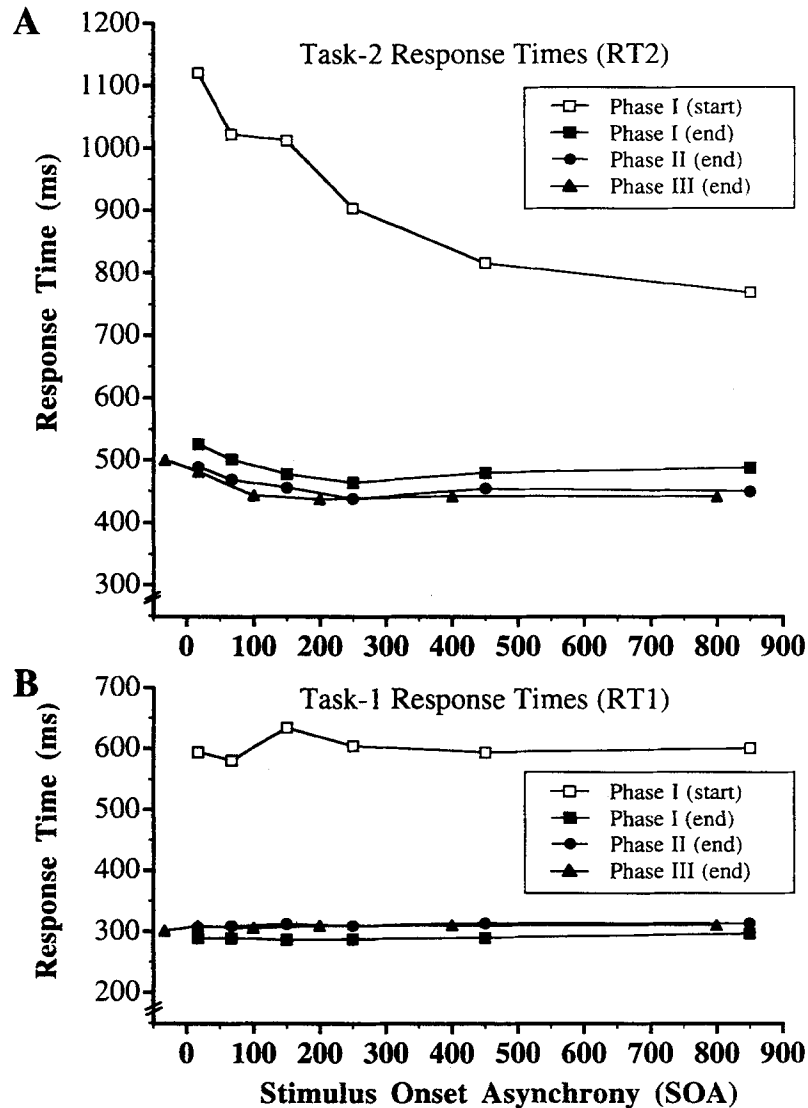 A
Task-2 Response Times (RT2)
1200
1100
1000
900
800
700
600
500
400
300
Response Time (ms)
Phase I (start)
Phase I (end)
Phase II (end)
Phase III (end)
0 100 200 300 400 500 600 700 800 900
B
Task-1 Response Times (RT1)
700
600
500
400
300
200
Response Time (ms)
Phase I (start)
Phase I (end)
Phase II (end)
Phase III (end)
0 100 200 300 400 500 600 700 800 900
Stimulus Onset Asynchrony (SOA)